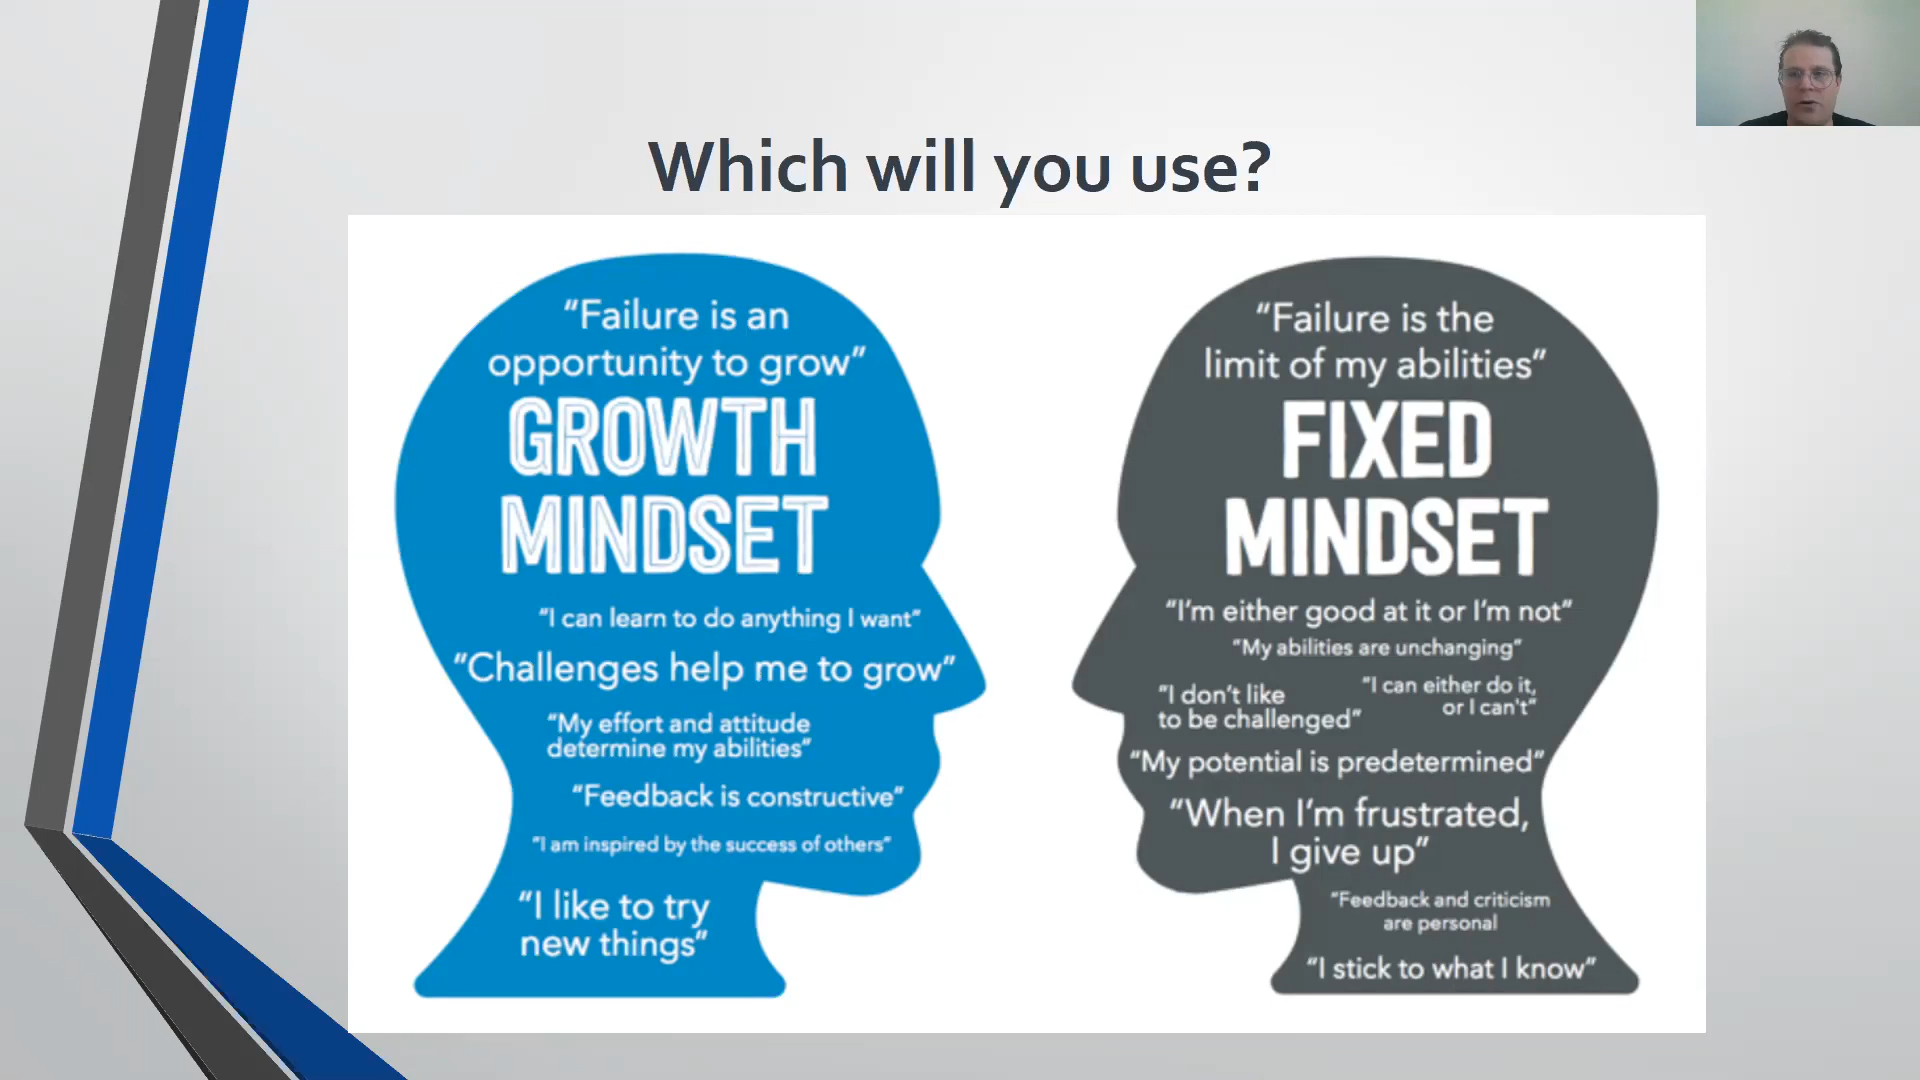 Which will you use?
“Failure is an
opportunity to grow”
GROWTH
MINDSET
“I can learn to do anything I want”
“Challenges help me to grow”
“My effort and attitude
determine my abilities”
“Feedback is constructive”
“I am inspired by the success of others”
“I like to try
new things”
“Failure is the
limit of my abilities”
FIXED
MINDSET
“I’m either good at it or I’m not”
“My abilities are unchanging”
“I don’t like
to be challenged”
“I can either do it,
or I can't”
“My potential is predetermined”
“When I’m frustrated,
I give up”
“Feedback and criticism
are personal
“I stick to what I know”